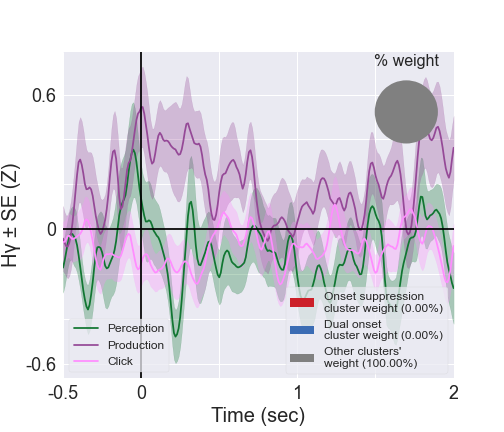 % weight
0.6
0
-0.6
Hγ ± SE (Z)
Perception
Production
Click
Onset suppression
cluster weight (0.00%)
Dual onset
cluster weight (0.00%)
Other clusters'
weight (100.00%)
-0.5
0
1
2
Time (sec)